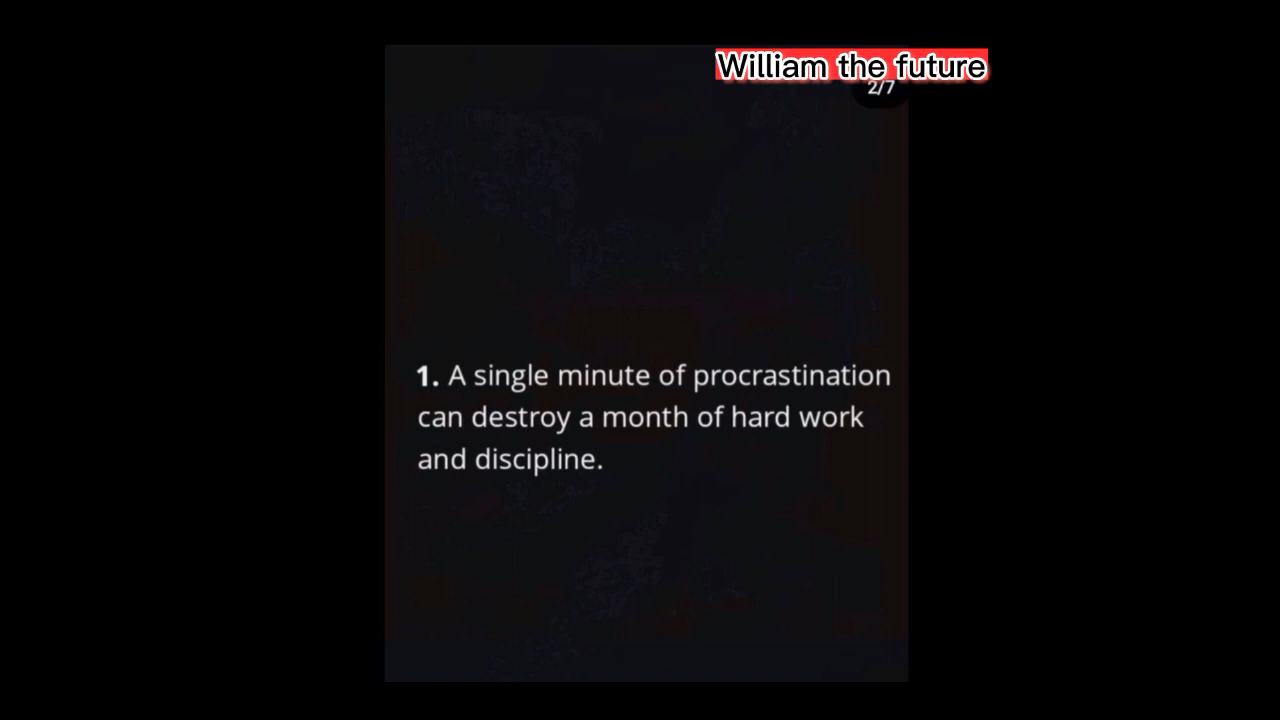 William the future
2/7
1. A single minute of procrastination
can destroy a month of hard work
and discipline.